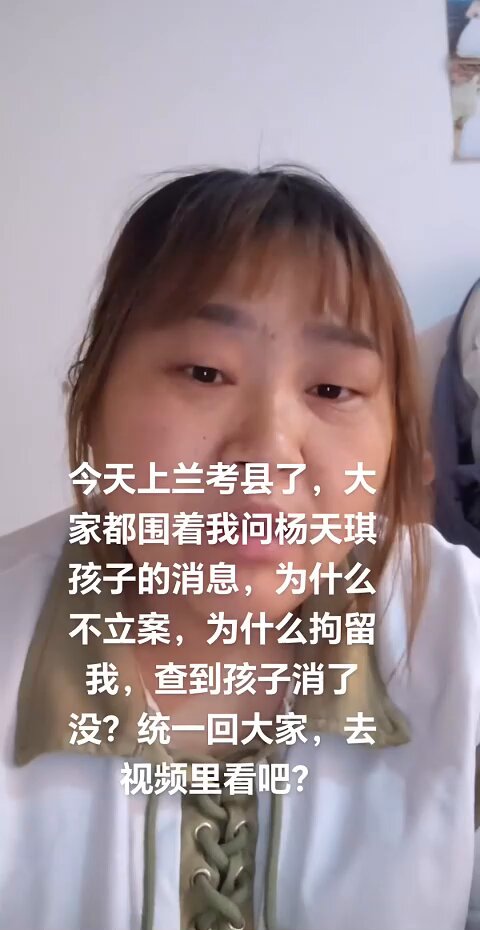 今天上兰考县了，大
家都围着我问杨天琪
孩子的消息，为什么
不立案，为什么拘留
我，查到孩子消了
没？统一回大家，去
视频里看吧？